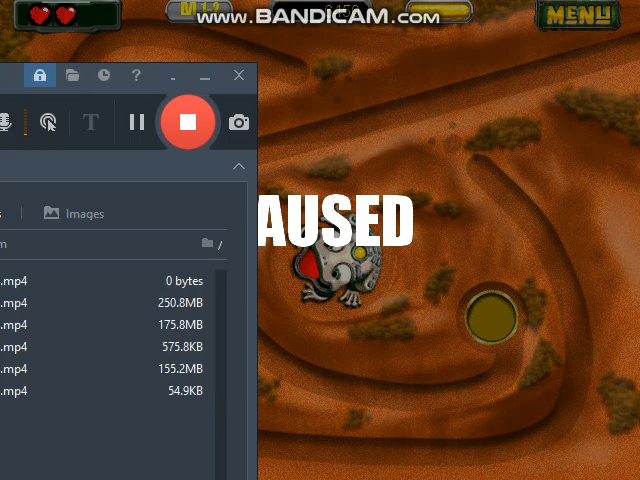 www.BANDICAM.com
M 1-2
MENU
?
T
s
Images
m
/
AUSED
.mp4 0 bytes
.mp4 250.8MB
.mp4 175.8MB
.mp4 575.8KB
.mp4 155.2MB
.mp4 54.9KB